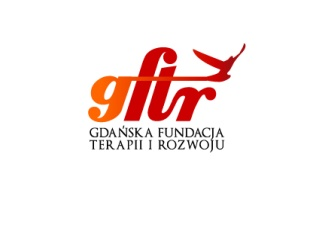 gftr
GDAŃSKA FUNDACJA
TERAPII I ROZWOJU